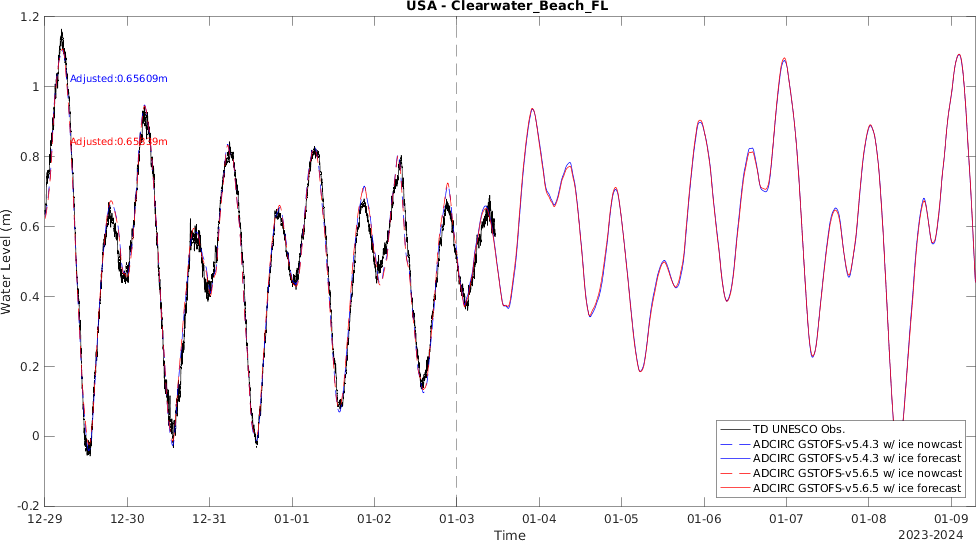 USA - Clearwater_Beach_FL
1.2
1
0.8
0.6
0.4
0.2
0
-0.2
Water Level (m)
Adjusted:0.65609m
TD UNESCO Obs.
ADCIRC GSTOFS-v5.4.3 w/ ice nowcast
ADCIRC GSTOFS-v5.4.3 w/ ice forecast
ADCIRC GSTOFS-v5.6.5 w/ ice nowcast
ADCIRC GSTOFS-v5.6.5 w/ ice forecast
12-29 12-30 12-31 01-01 01-02 01-03 01-04 01-05 01-06 01-07 01-08 01-09
Time
2023-2024